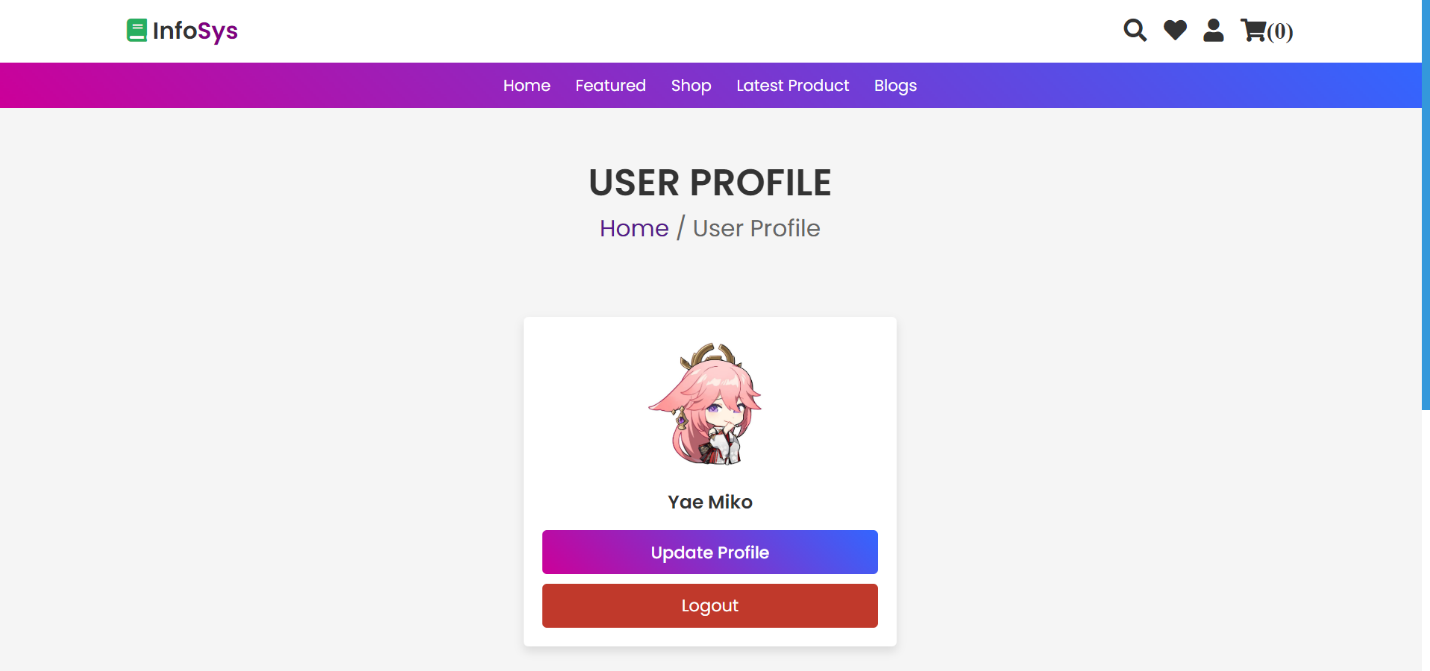 InfoSys
(0)
Home Featured Shop Latest Product Blogs
USER PROFILE
Home / User Profile
Yae Miko
Update Profile
Logout